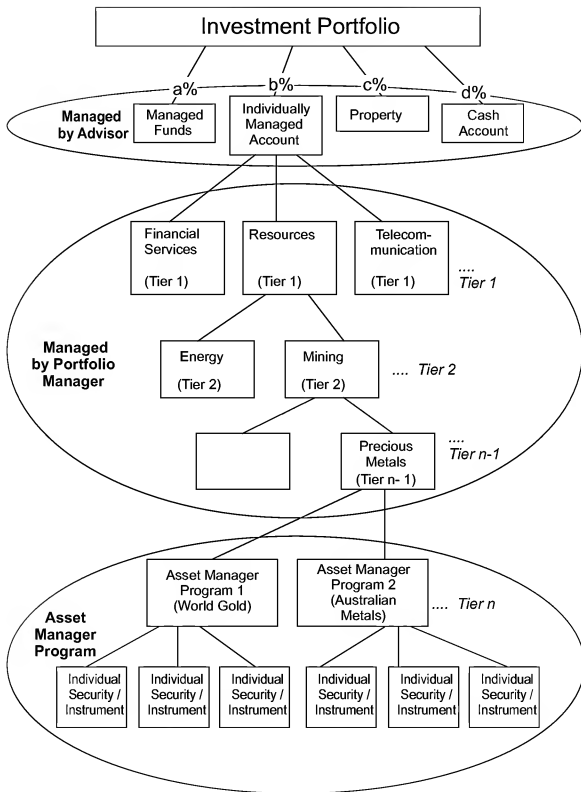 Investment Portfolio
a%
b%
c%
d%
Managed
by Advisor
Managed
Funds
Individually
Managed
Account
Property
Cash
Account
Financial
Services
(Tier 1)
Resources
(Tier 1)
Telecom-
munication
(Tier 1)
....
Tier 1
Managed
by Portfolio
Manager
Energy
(Tier 2)
Mining
(Tier 2)
.... Tier 2
Precious
Metals
(Tier n- 1)
....
Tier n-1
Asset
Manager
Program
Asset Manager
Program 1
(World Gold)
Asset Manager
Program 2
(Australian
Metals)
.... Tier n
Individual
Security /
Instrument
Individual
Security /
Instrument
Individual
Security /
Instrument
Individual
Security /
Instrument
Individual
Security /
Instrument
Individual
Security /
Instrument